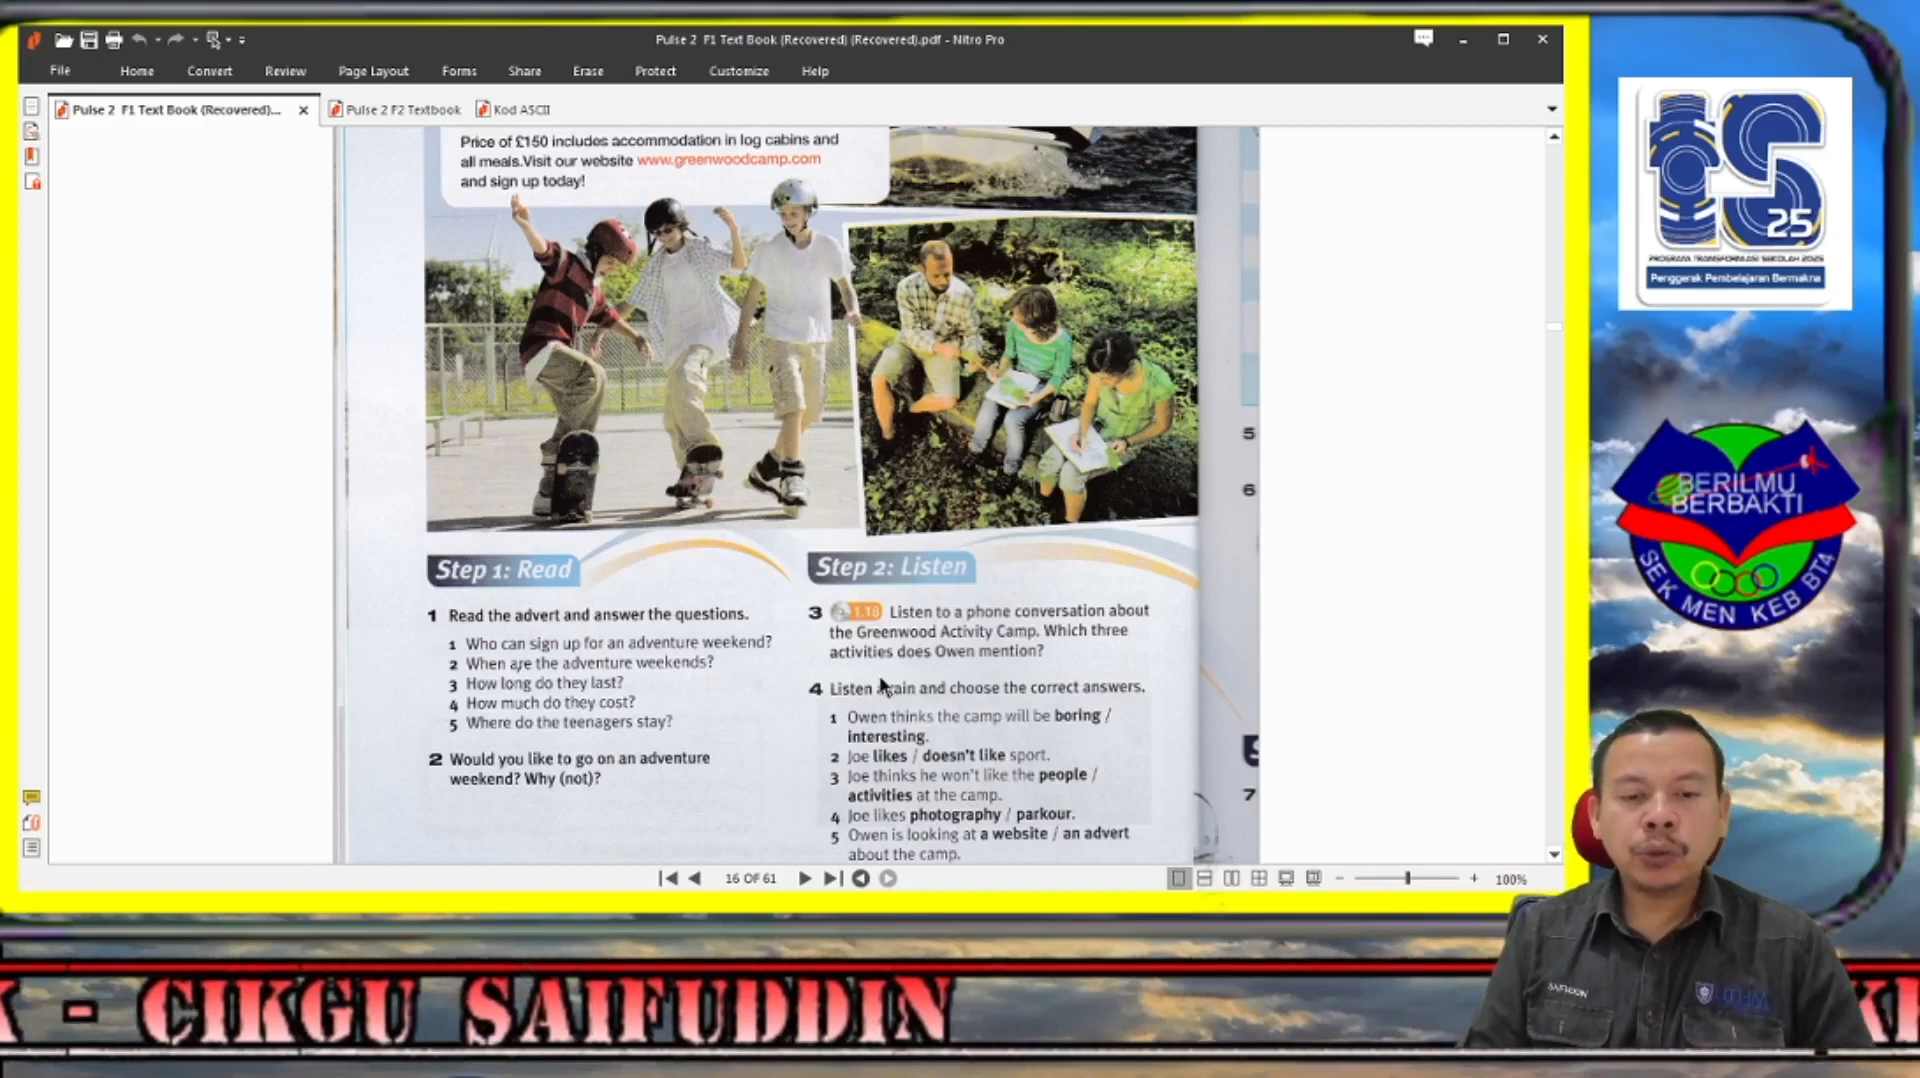 Pulse 2 F1 Text Book (Recovered) (Recovered).pdf - Nitro Pro
File Home Convert Review Page Layout Forms Share Erase Protect Customize Help
Pulse 2 F1 Text Book (Recovered)...
Pulse 2 F2 Textbook
Kod ASCII
Price of £150 includes accommodation in log cabins and
all meals.Visit our website www.greenwoodcamp.com
and sign up today!
Step 1: Read
1 Read the advert and answer the questions.
1 Who can sign up for an adventure weekend?
2 When are the adventure weekends?
3 How long do they last?
4 How much do they cost?
5 Where do the teenagers stay?
2 Would you like to go on an adventure
weekend? Why (not)?
Step 2: Listen
3 1.18 Listen to a phone conversation about
the Greenwood Activity Camp. Which three
activities does Owen mention?
4 Listen again and choose the correct answers.
1 Owen thinks the camp will be boring /
interesting.
2 Joe likes / doesn't like sport.
3 Joe thinks he won't like the people /
activities at the camp.
4 Joe likes photography / parkour.
5 Owen is looking at a website / an advert
about the camp.
5
6
7
16 OF 61
100%
tS
25
PROGRAM TRANSFORMASI SEKOLAH 2025
Penggerak Pembelajaran Bermakna
BERILMU
BERBAKTI
SEK MEN KEB BT4
SAIFUDDIN
- CIKGU SAIFUDDIN